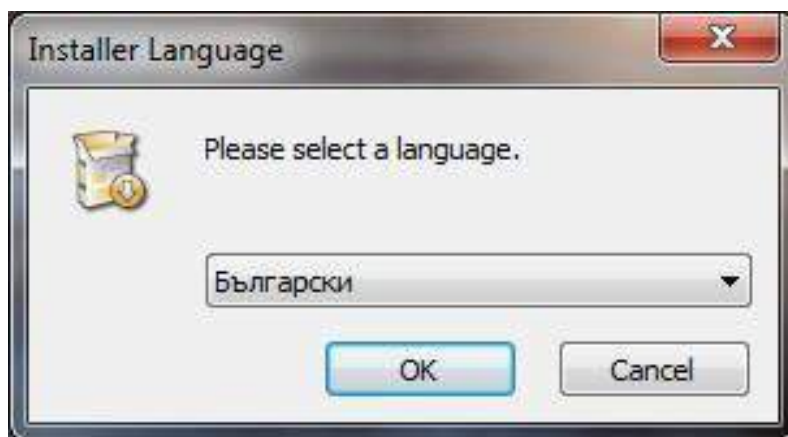 Installer Language
Please select a language.
Български
OK
Cancel